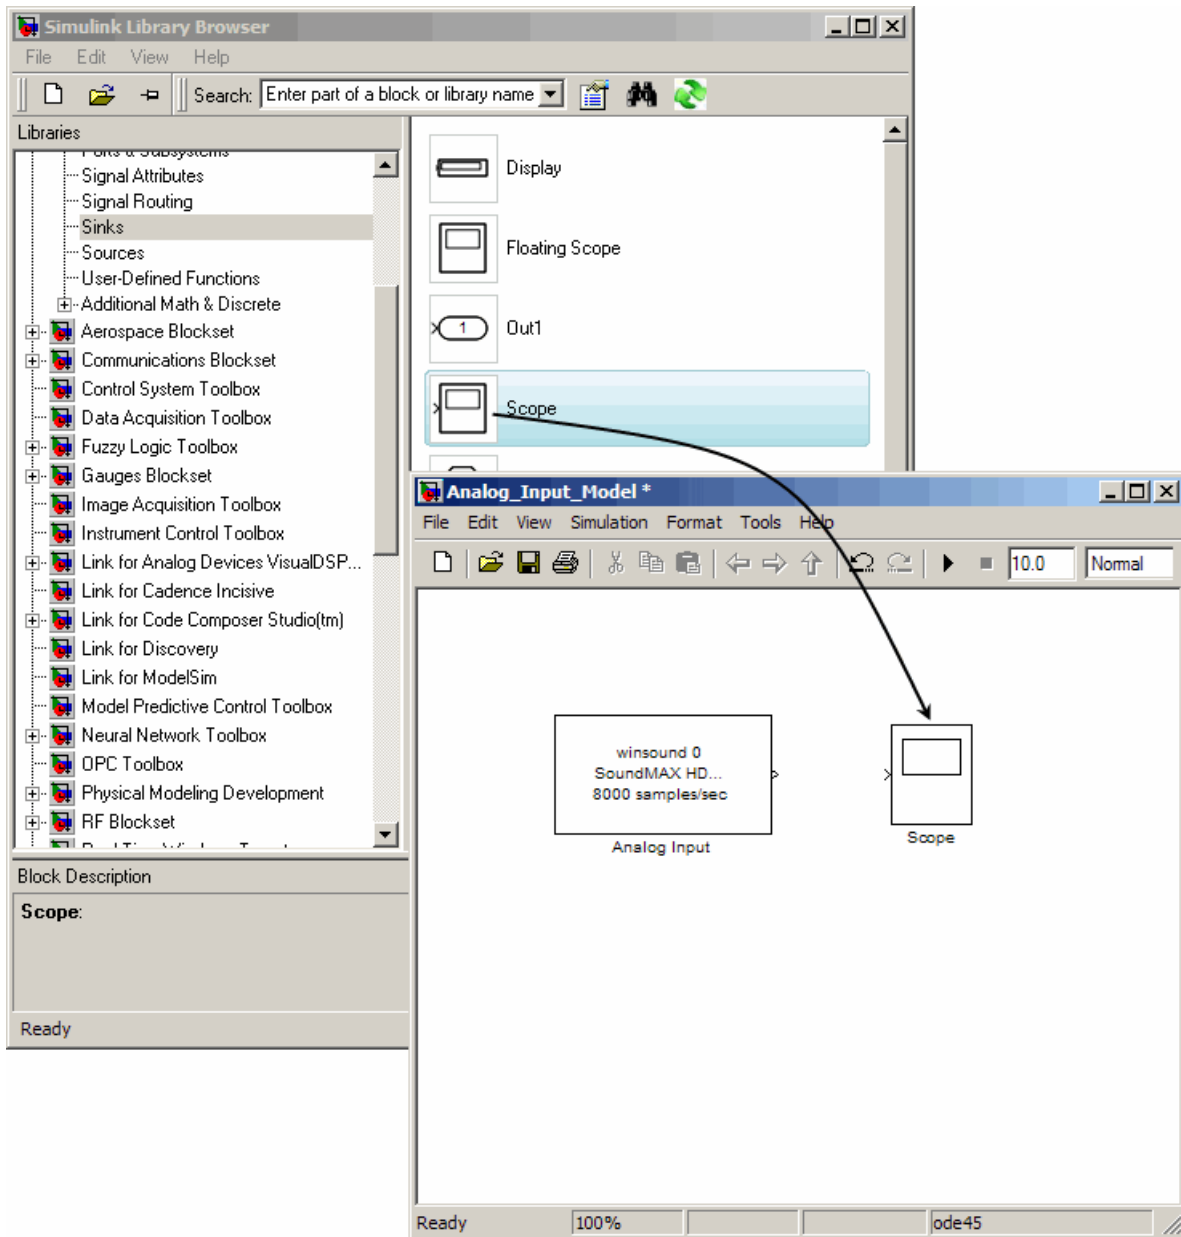 Simulink Library Browser
File Edit View Help
Search: Enter part of a block or library name
Libraries
Ports & Subsystems
Signal Attributes
Signal Routing
Sinks
Sources
User-Defined Functions
Additional Math & Discrete
Aerospace Blockset
Communications Blockset
Control System Toolbox
Data Acquisition Toolbox
Fuzzy Logic Toolbox
Gauges Blockset
Image Acquisition Toolbox
Instrument Control Toolbox
Link for Analog Devices VisualDSP...
Link for Cadence Incisive
Link for Code Composer Studio(tm)
Link for Discovery
Link for ModelSim
Model Predictive Control Toolbox
Neural Network Toolbox
OPC Toolbox
Physical Modeling Development
RF Blockset
Block Description
Scope:
Ready
Display
Floating Scope
1 Out1
Scope
Analog_Input_Model *
File Edit View Simulation Format Tools Help
10.0 Normal
winsound 0
SoundMAX HD...
8000 samples/sec
Analog Input
Scope
Ready 100% ode45